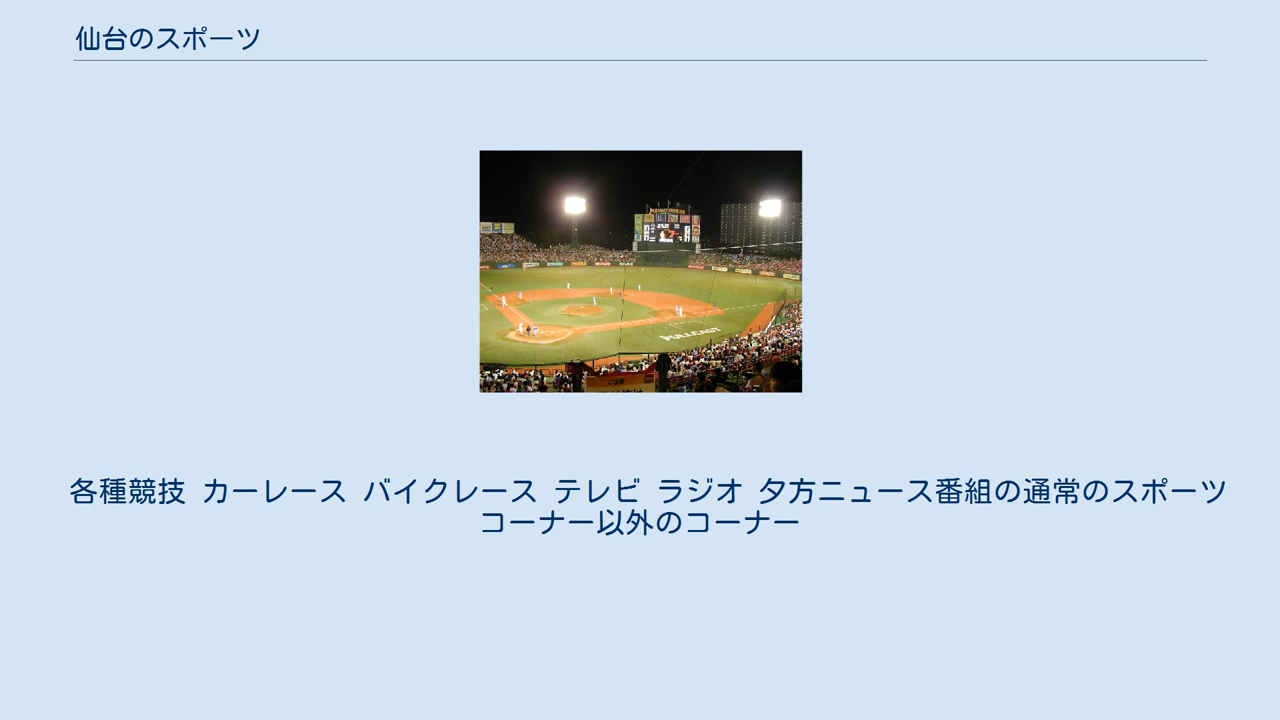 仙台のスポーツ
FULLCAST
各種競技 カーレース バイクレース テレビ ラジオ 夕方ニュース番組の通常のスポーツ
コーナー以外のコーナー